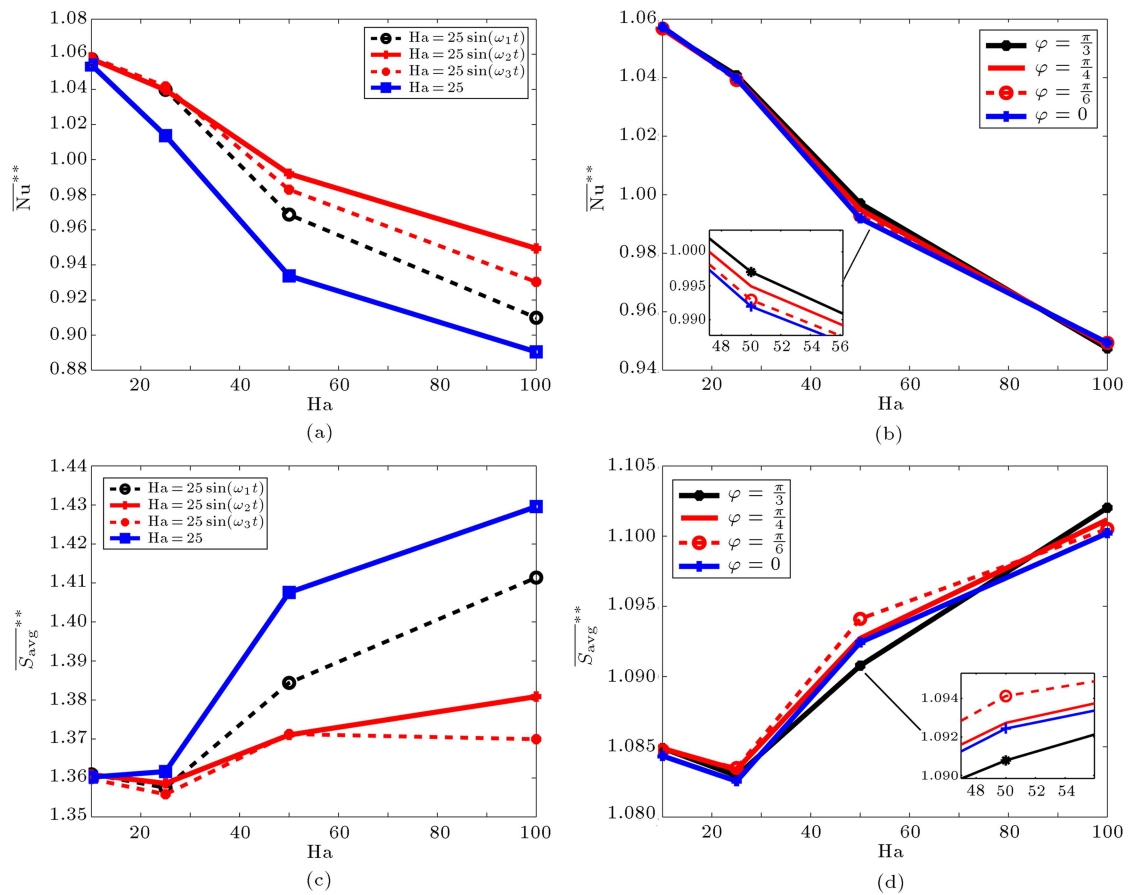 1.08
1.06
1.04
1.02
1.00
0.98
0.96
0.94
0.92
0.90
0.88
Nu**
20
40
60
80
100
Ha
Ha = 25 sin(ω₁t)
Ha = 25 sin(ω₂t)
Ha = 25 sin(ω₃t)
Ha = 25
(a)
1.06
1.04
1.02
1.00
0.98
0.96
0.94
Nu**
20
40
60
80
100
Ha
φ = π/3
φ = π/4
φ = π/6
φ = 0
1.000
0.995
0.990
48
50
52
54
56
(b)
1.44
1.43
1.42
1.41
1.40
1.39
1.38
1.37
1.36
1.35
S_avg**
20
40
60
80
100
Ha
Ha = 25 sin(ω₁t)
Ha = 25 sin(ω₂t)
Ha = 25 sin(ω₃t)
Ha = 25
(c)
1.105
1.100
1.095
1.090
1.085
1.080
S_avg**
20
40
60
80
100
Ha
φ = π/3
φ = π/4
φ = π/6
φ = 0
1.094
1.092
1.090
48
50
52
54
(d)